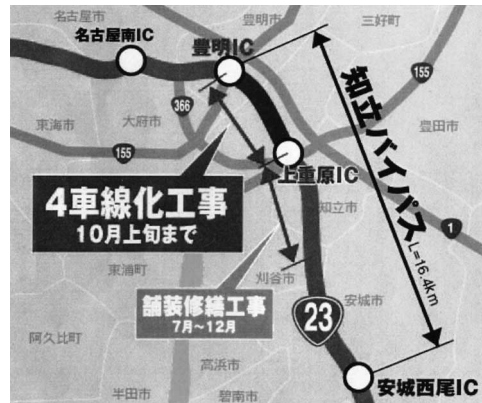 名古屋市
豊明市
三好町
名古屋南IC
豊明IC
155
366
東海市
大府市
155
知立バイパス
L=16.4km
豊田市
上重原IC
4車線化工事
10月上旬まで
知立市
1
東浦町
刈谷市
舗装修繕工事
7月～12月
23
安城市
阿久比町
高浜市
安城西尾IC
半田市
碧南市